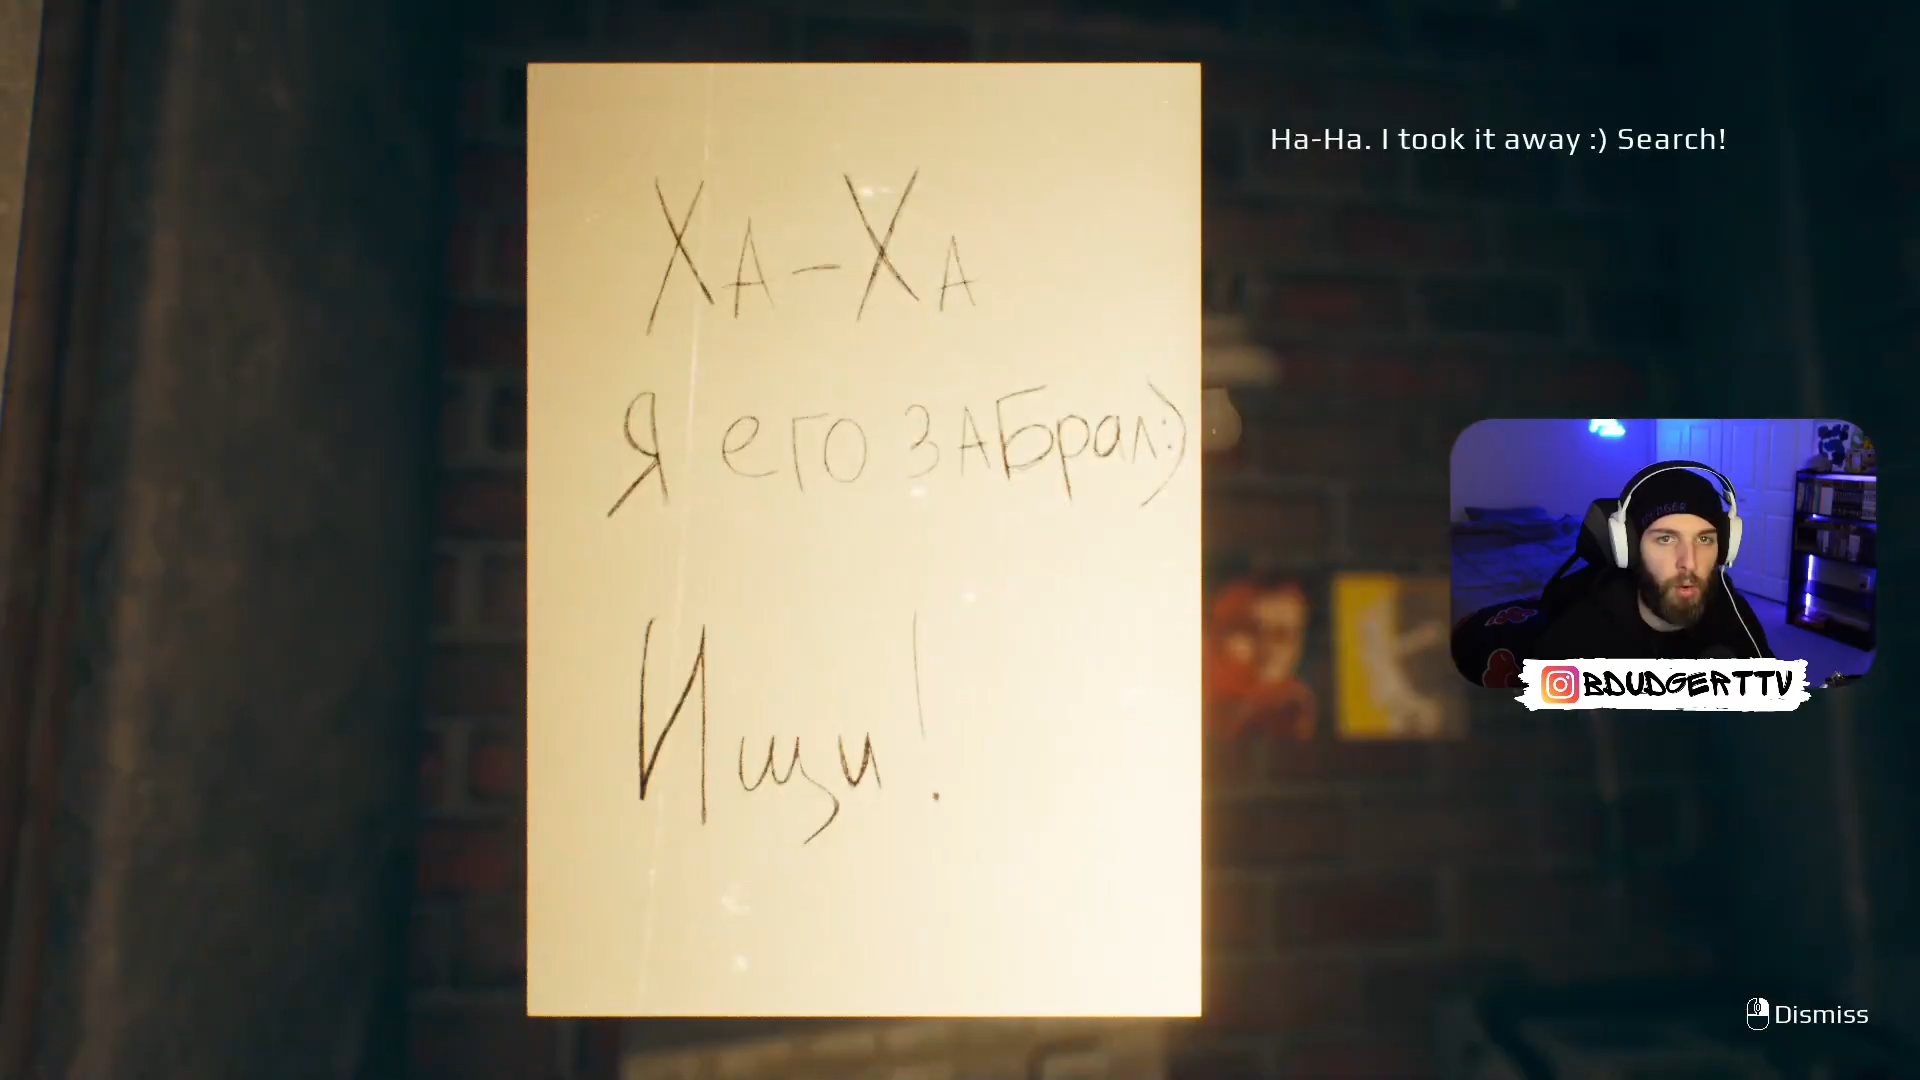 Ха-Ха
Я его забрал:)
Ищи!
Ha-Ha. I took it away :) Search!
BDUDGERTTV
Dismiss